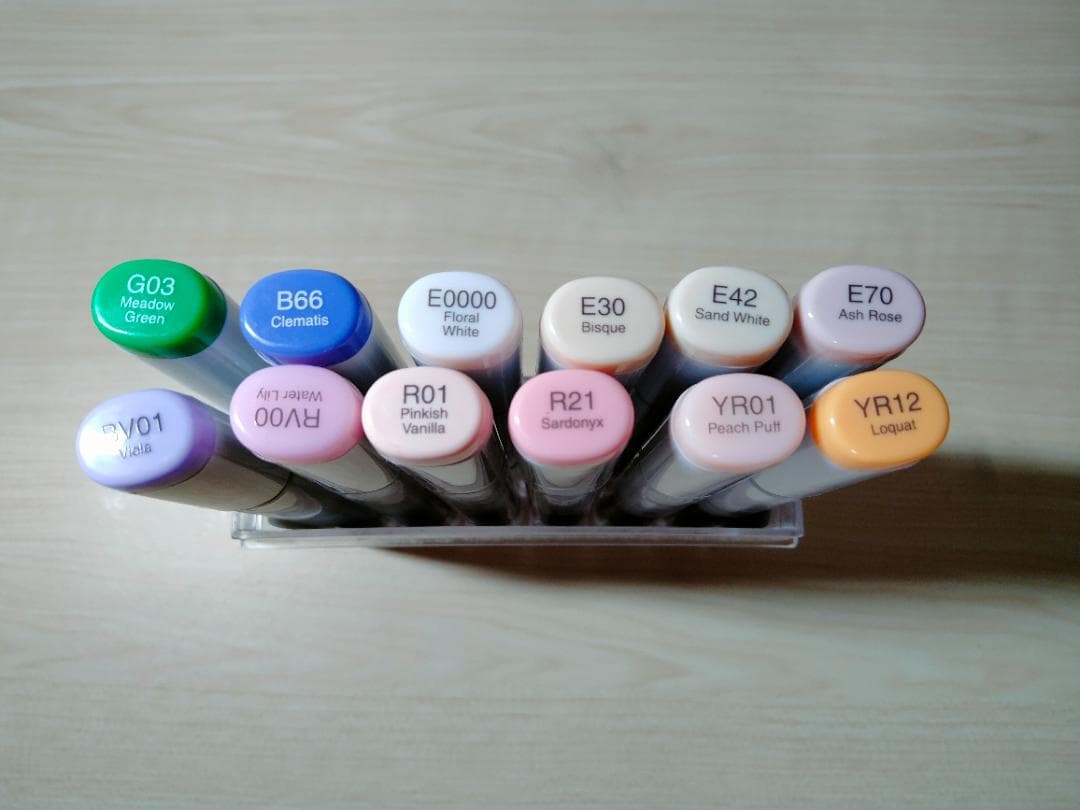 G03
Meadow
Green
B66
Clematis
E0000
Floral
White
E30
Bisque
E42
Sand White
E70
Ash Rose
BV01
Viola
RV00
Water Lily
R01
Pinkish
Vanilla
R21
Sardonyx
YR01
Peach Puff
YR12
Loquat